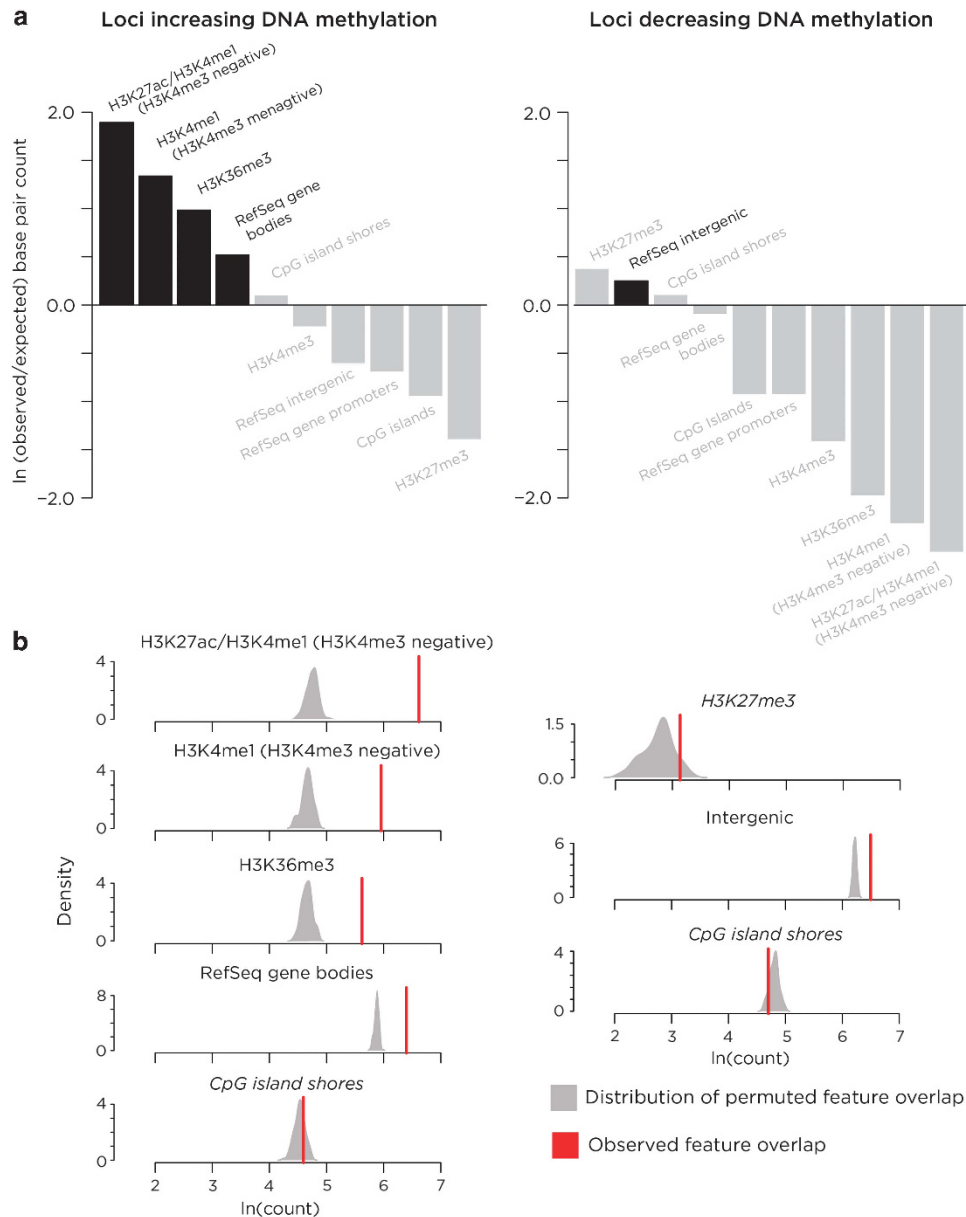 a
Loci increasing DNA methylation
Loci decreasing DNA methylation
ln (observed/expected) base pair count
2.0
0.0
−2.0
H3K27ac/H3K4me1
(H3K4me3 negative)
H3K4me1
(H3K4me3 menagtive)
H3K36me3
RefSeq gene
bodies
CpG island shores
H3K4me3
RefSeq intergenic
RefSeq gene promoters
CpG islands
H3K27me3
2.0
0.0
−2.0
H3K27me3
RefSeq intergenic
CpG island shores
RefSeq gene
bodies
CpG Islands
RefSeq gene promoters
H3K4me3
H3K36me3
H3K4me1
(H3K4me3 negative)
H3K27ac/H3K4me1
(H3K4me3 negative)
b
Density
H3K27ac/H3K4me1 (H3K4me3 negative)
4
0
H3K4me1 (H3K4me3 negative)
4
0
H3K36me3
4
0
RefSeq gene bodies
8
0
CpG island shores
4
0
2 3 4 5 6 7
ln(count)
H3K27me3
1.5
0.0
Intergenic
6
0
CpG island shores
4
0
2 3 4 5 6 7
ln(count)
Distribution of permuted feature overlap
Observed feature overlap